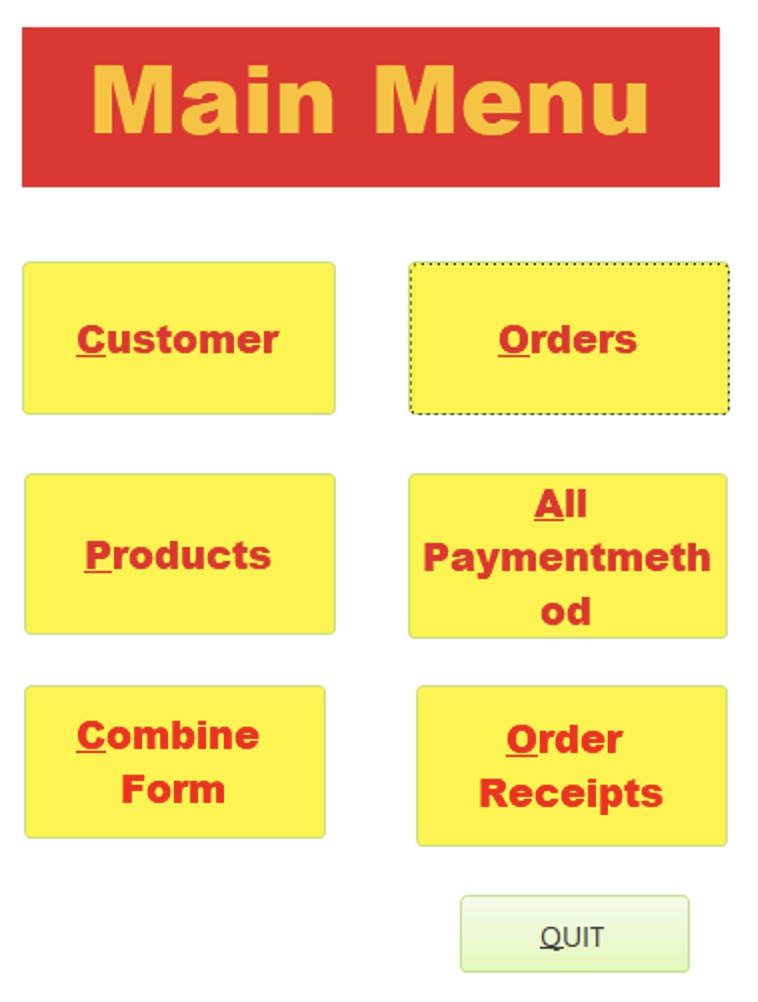 Main Menu
Customer
Orders
Products
All
Paymentmeth
od
Combine
Form
Order
Receipts
QUIT